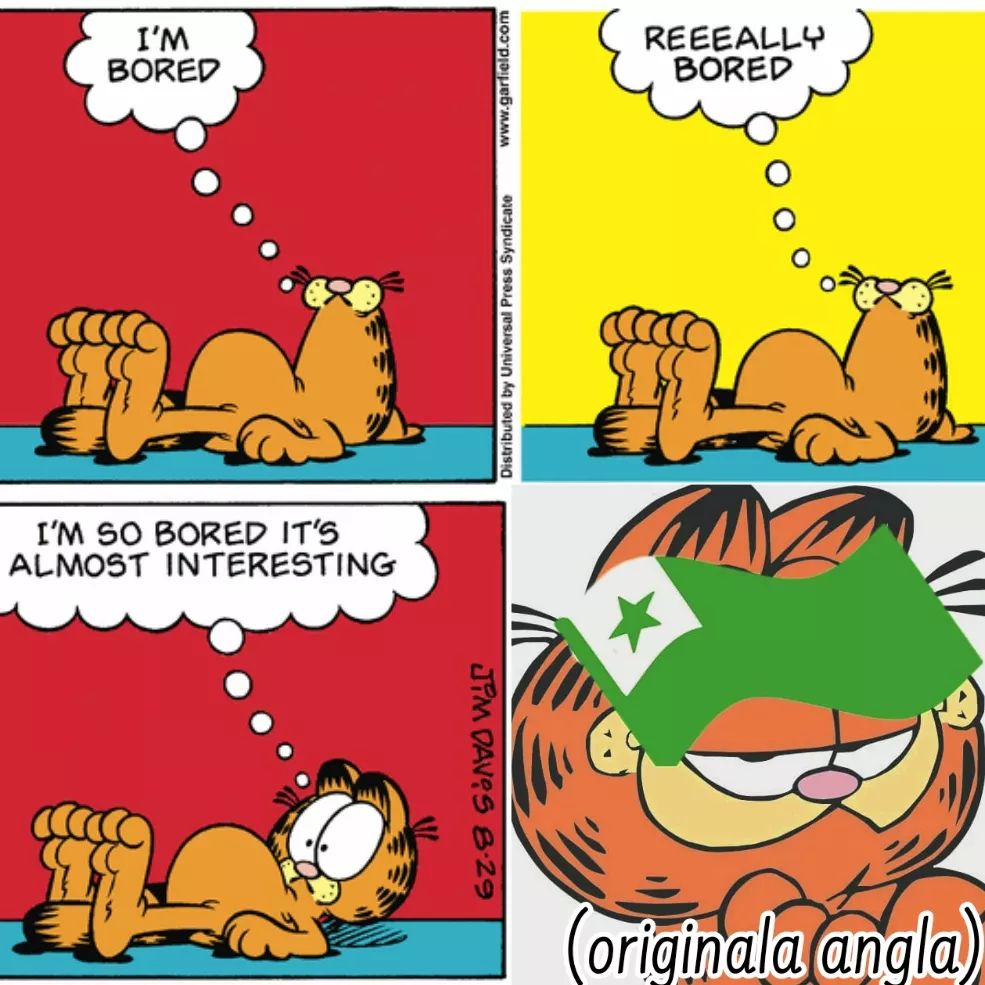 I'M
BORED
www.garfield.com
Distributed by Universal Press Syndicate
REEEALLY
BORED
I'M SO BORED IT'S
ALMOST INTERESTING
JIM DAVIS 8·29
(originala angla)